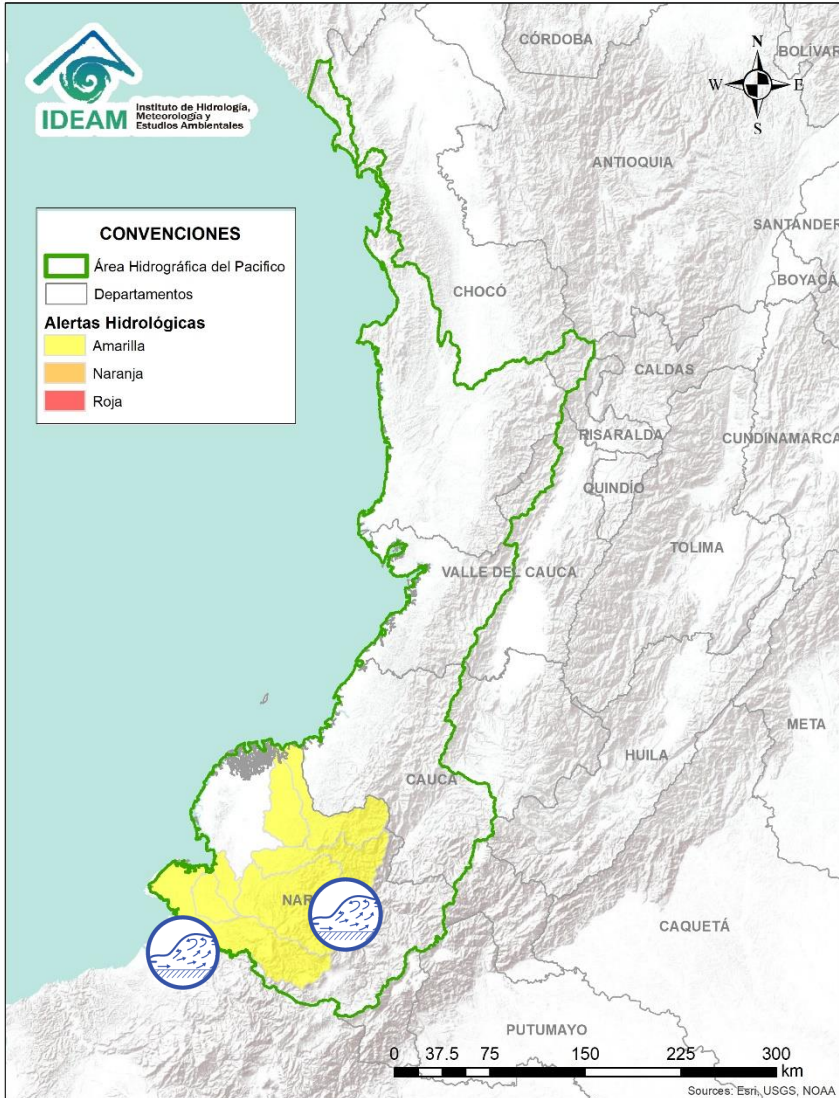 IDEAM
Instituto de Hidrología,
Meteorología y
Estudios Ambientales
CÓRDOBA
BOLÍVAR
N
W E
S
ANTIOQUIA
SANTANDER
BOYACÁ
CONVENCIONES
Área Hidrográfica del Pacifico
Departamentos
Alertas Hidrológicas
Amarilla
Naranja
Roja
CHOCÓ
CALDAS
RISARALDA
CUNDINAMARCA
QUINDÍO
TOLIMA
VALLE DEL CAUCA
META
HUILA
CAUCA
NAR
CAQUETÁ
PUTUMAYO
0 37.5 75 150 225 300
km
Sources: Esri, USGS, NOAA